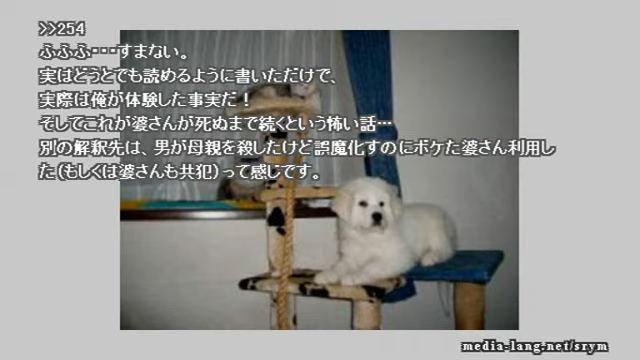 >>254
ふふふ･･･すまない。
実はどうとでも読めるように書いただけで、
実際は俺が体験した事実だ！
そしてこれが婆さんが死ぬまで続くという怖い話…
別の解釈先は、男が母親を殺したけど誤魔化すのにボケた婆さん利用し
た（もしくは婆さんも共犯）って感じです。
media-lang-net/srym